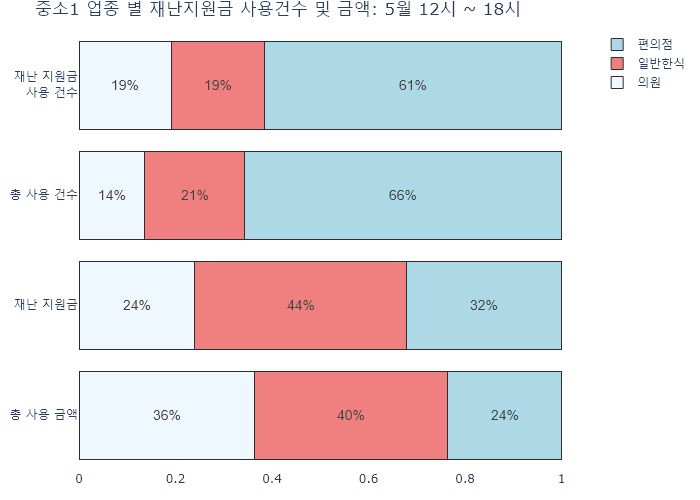 중소1 업종 별 재난지원금 사용건수 및 금액: 5월 12시 ~ 18시
편의점
일반한식
의원
재난 지원금
사용 건수
19%
19%
61%
총 사용 건수
14%
21%
66%
재난 지원금
24%
44%
32%
총 사용 금액
36%
40%
24%
0
0.2
0.4
0.6
0.8
1